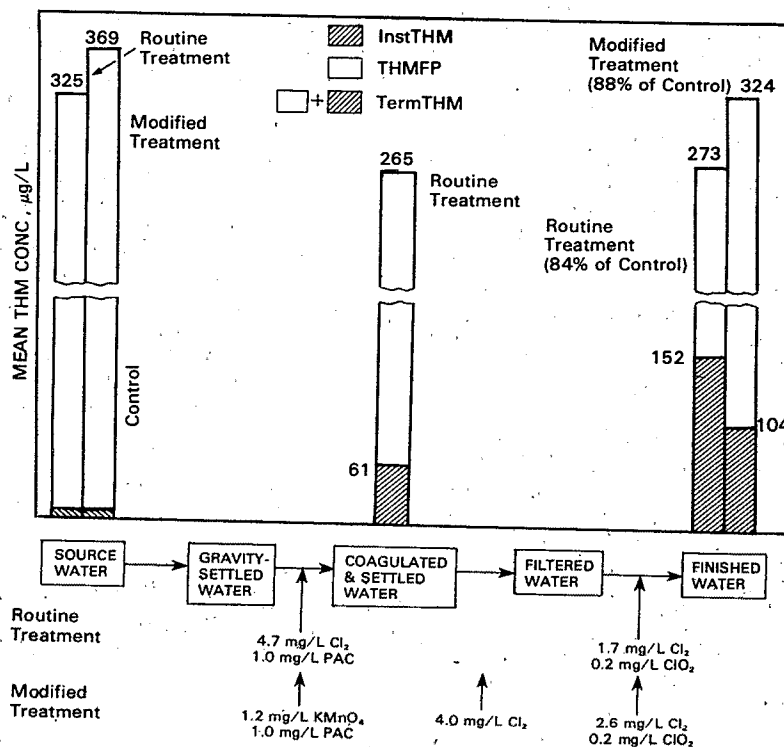 369
Routine
Treatment
325
Modified
Treatment
InstTHM
THMFP
+ TermTHM
265
Routine
Treatment
Modified
Treatment
(88% of Control)
324
273
Routine
Treatment
(84% of Control)
152
104
61
MEAN THM CONC, µg/L
Control
SOURCE
WATER
GRAVITY-
SETTLED
WATER
COAGULATED
& SETTLED
WATER
FILTERED
WATER
FINISHED
WATER
Routine
Treatment
4.7 mg/L Cl₂
1.0 mg/L PAC
1.7 mg/L Cl₂
0.2 mg/L ClO₂
Modified
Treatment
1.2 mg/L KMnO₄
1.0 mg/L PAC
4.0 mg/L Cl₂
2.6 mg/L Cl₂
0.2 mg/L ClO₂